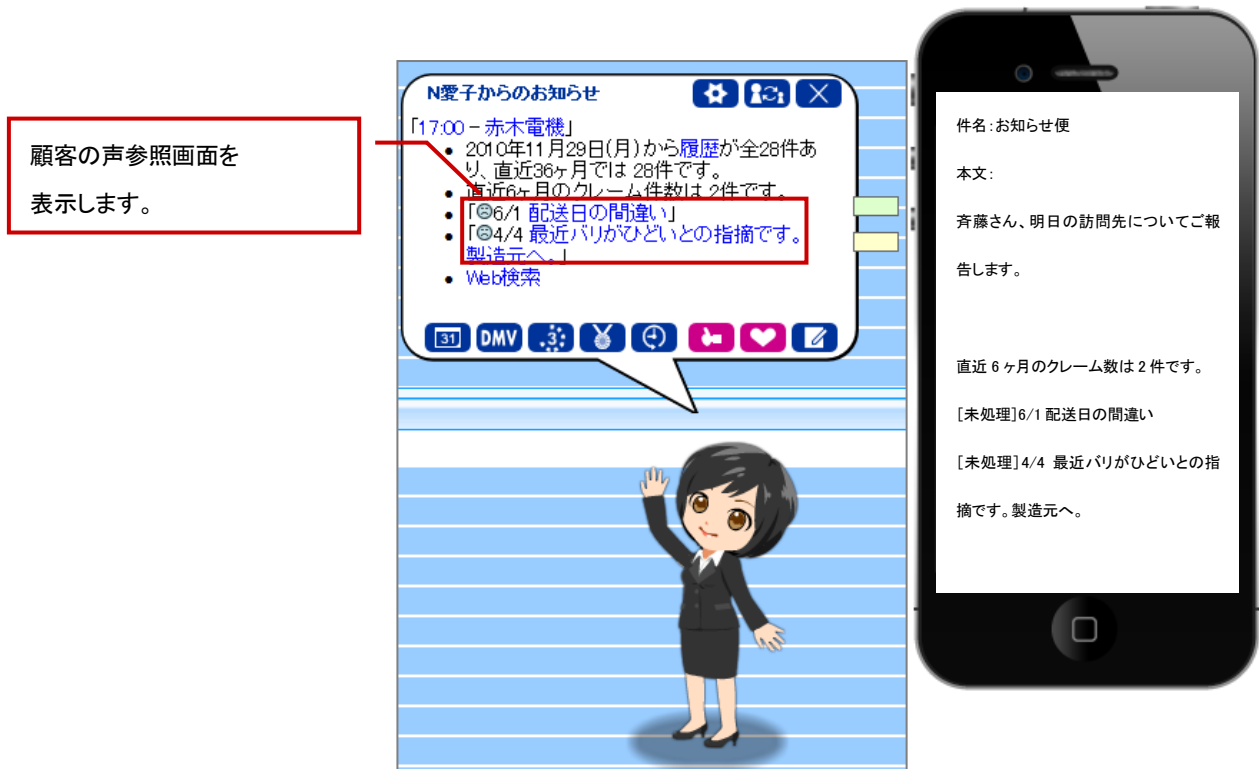 顧客の声参照画面を
表示します。
N愛子からのお知らせ
「17:00 – 赤木電機」
● 2010年11月29日(月)から履歴が全28件あ
り、直近36ヶ月では 28件です。
● 直近6ヶ月のクレーム件数は 2件です。
● 「6/1 配送日の間違い」
● 「4/4 最近バリがひどいとの指摘です。
製造元へ。」
● Web検索
31 DMV 3
件名：お知らせ便
本文：
斉藤さん、明日の訪問先についてご報
告します。
直近 6 ヶ月のクレーム数は 2 件です。
[未処理]6/1 配送日の間違い
[未処理]4/4 最近バリがひどいとの指
摘です。製造元へ。